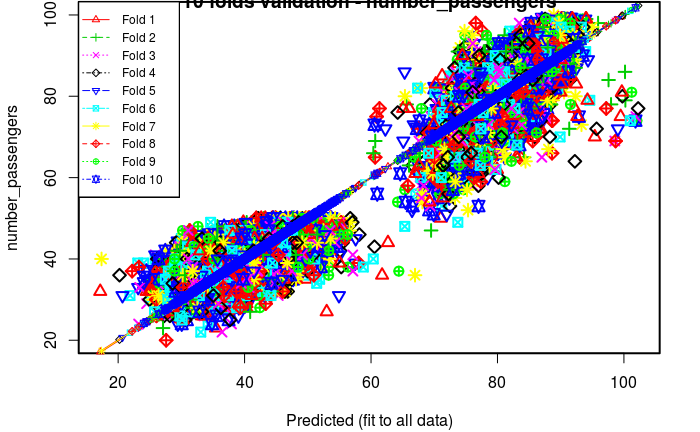 10 folds validation - number_passengers
Fold 1
Fold 2
Fold 3
Fold 4
Fold 5
Fold 6
Fold 7
Fold 8
Fold 9
Fold 10
number_passengers
100
80
60
40
20
20 40 60 80 100
Predicted (fit to all data)